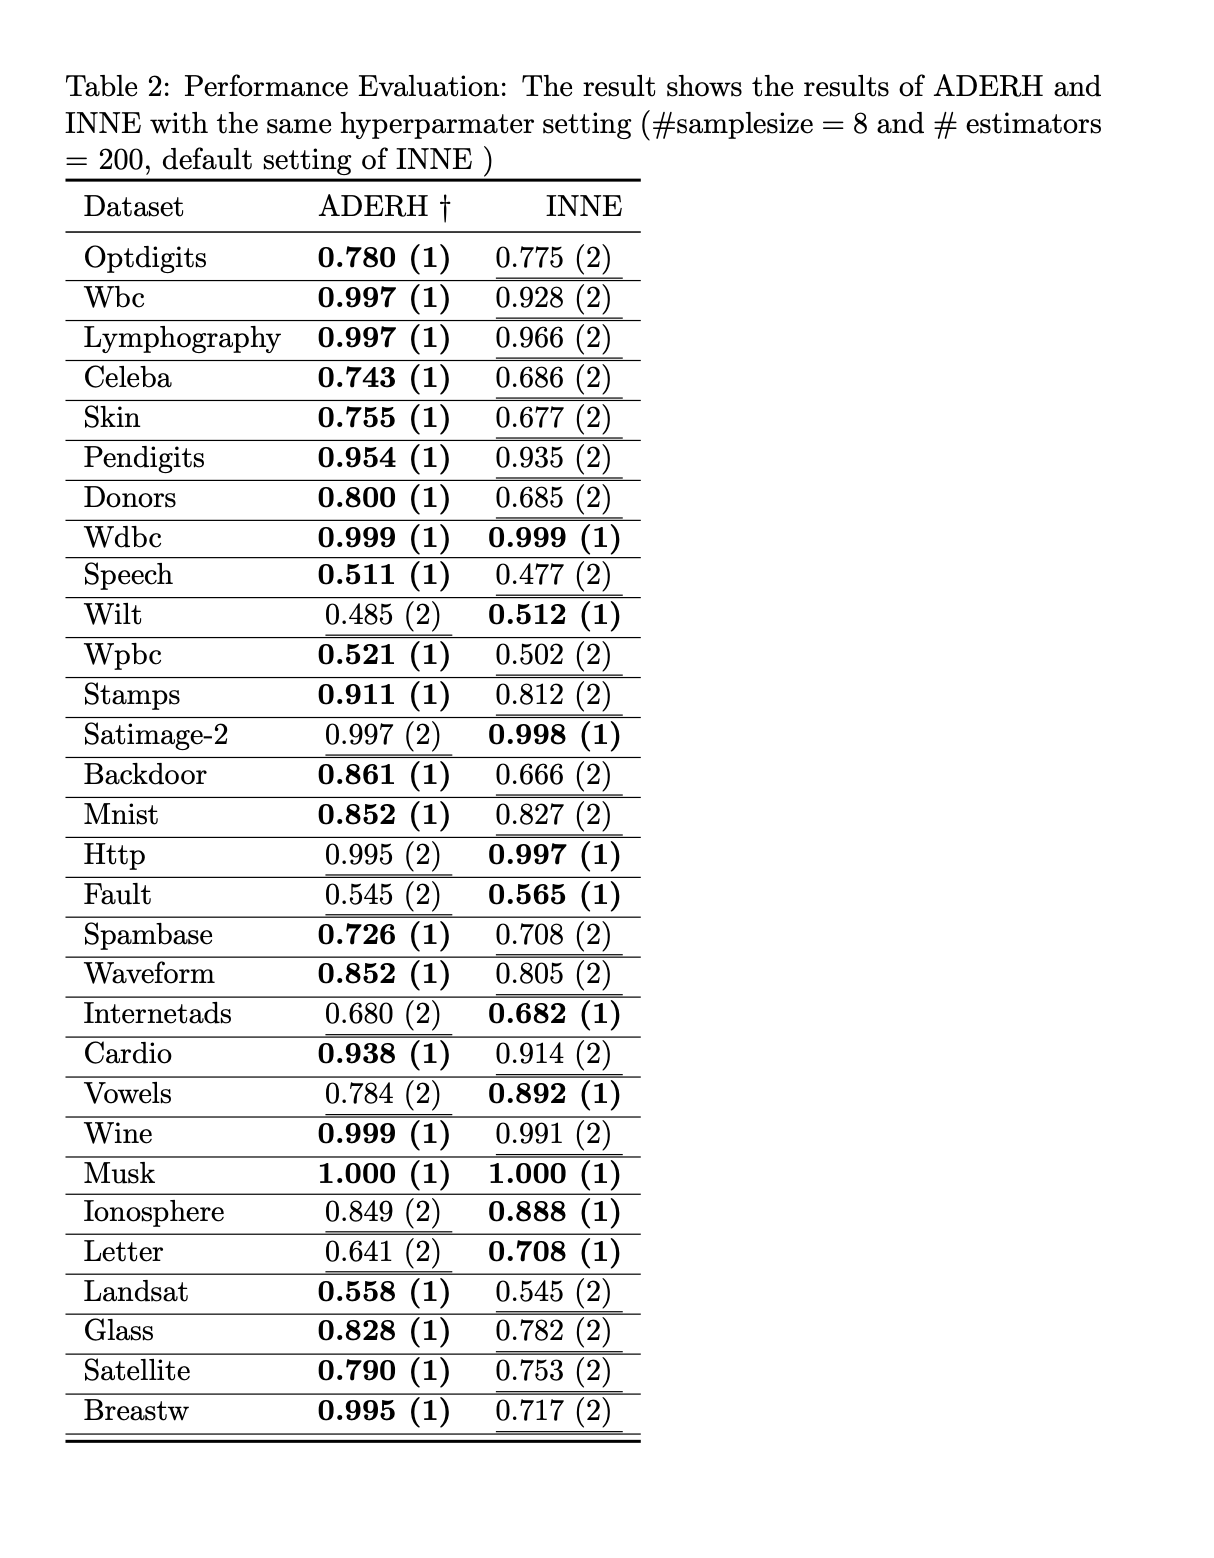 Table 2: Performance Evaluation: The result shows the results of ADERH and
INNE with the same hyperparmater setting (#samplesize = 8 and # estimators
= 200, default setting of INNE )
Dataset ADERH † INNE
Optdigits 0.780 (1) 0.775 (2)
Wbc 0.997 (1) 0.928 (2)
Lymphography 0.997 (1) 0.966 (2)
Celeba 0.743 (1) 0.686 (2)
Skin 0.755 (1) 0.677 (2)
Pendigits 0.954 (1) 0.935 (2)
Donors 0.800 (1) 0.685 (2)
Wdbc 0.999 (1) 0.999 (1)
Speech 0.511 (1) 0.477 (2)
Wilt 0.485 (2) 0.512 (1)
Wpbc 0.521 (1) 0.502 (2)
Stamps 0.911 (1) 0.812 (2)
Satimage-2 0.997 (2) 0.998 (1)
Backdoor 0.861 (1) 0.666 (2)
Mnist 0.852 (1) 0.827 (2)
Http 0.995 (2) 0.997 (1)
Fault 0.545 (2) 0.565 (1)
Spambase 0.726 (1) 0.708 (2)
Waveform 0.852 (1) 0.805 (2)
Internetads 0.680 (2) 0.682 (1)
Cardio 0.938 (1) 0.914 (2)
Vowels 0.784 (2) 0.892 (1)
Wine 0.999 (1) 0.991 (2)
Musk 1.000 (1) 1.000 (1)
Ionosphere 0.849 (2) 0.888 (1)
Letter 0.641 (2) 0.708 (1)
Landsat 0.558 (1) 0.545 (2)
Glass 0.828 (1) 0.782 (2)
Satellite 0.790 (1) 0.753 (2)
Breastw 0.995 (1) 0.717 (2)